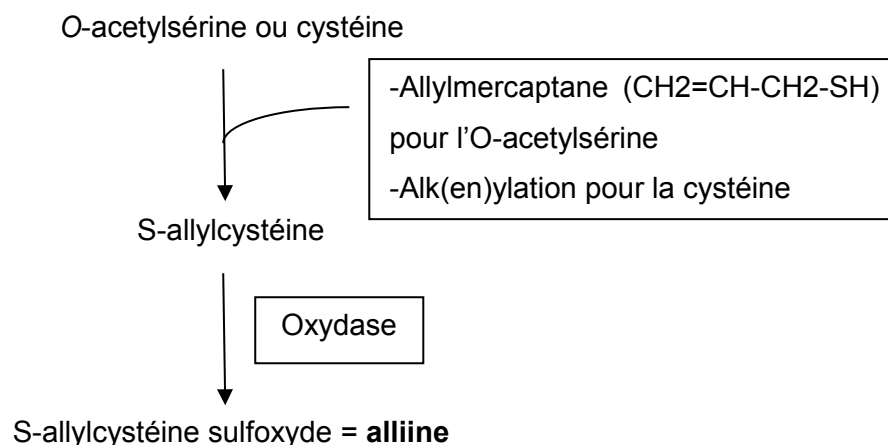 O-acetylsérine ou cystéine
-Allylmercaptane (CH2=CH-CH2-SH)
pour l'O-acetylsérine
-Alk(en)ylation pour la cystéine
S-allylcystéine
Oxydase
S-allylcystéine sulfoxyde = alliine